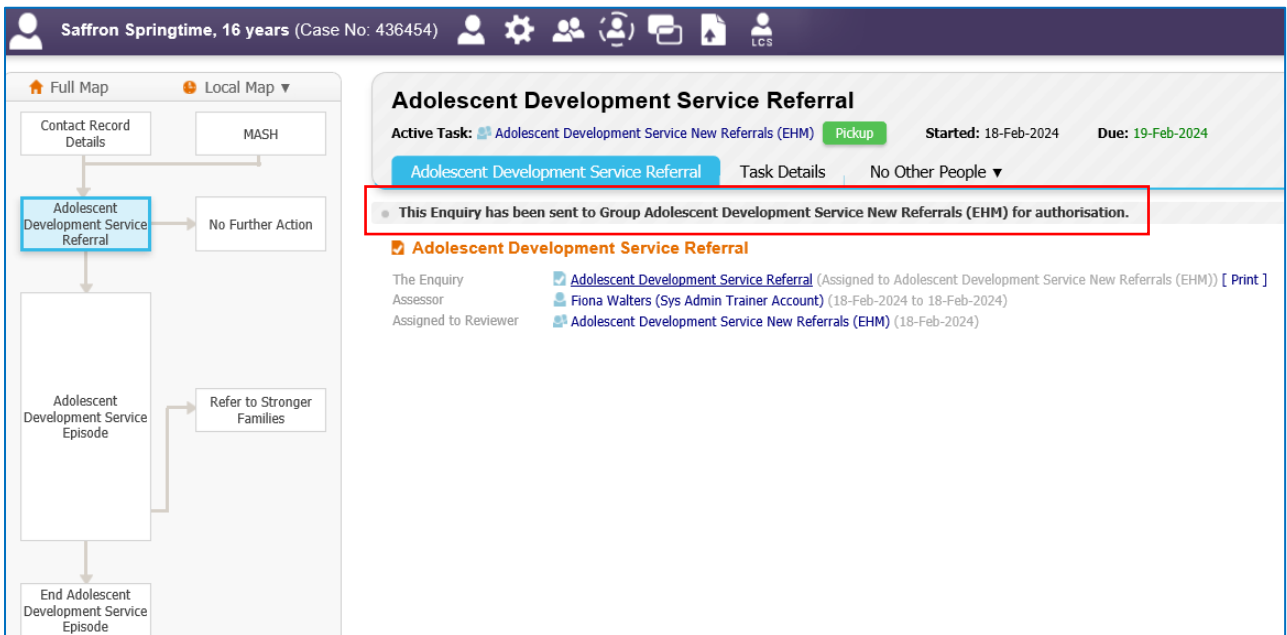 Saffron Springtime, 16 years (Case No: 436454)
LCS
Full Map
Local Map ▼
Contact Record
Details
MASH
Adolescent
Development Service
Referral
No Further Action
Adolescent
Development Service
Episode
Refer to Stronger
Families
End Adolescent
Development Service
Episode
Adolescent Development Service Referral
Active Task: Adolescent Development Service New Referrals (EHM) Pickup Started: 18-Feb-2024 Due: 19-Feb-2024
Adolescent Development Service Referral Task Details No Other People ▼
This Enquiry has been sent to Group Adolescent Development Service New Referrals (EHM) for authorisation.
Adolescent Development Service Referral
The Enquiry Adolescent Development Service Referral (Assigned to Adolescent Development Service New Referrals (EHM)) [ Print ]
Assessor Fiona Walters (Sys Admin Trainer Account) (18-Feb-2024 to 18-Feb-2024)
Assigned to Reviewer Adolescent Development Service New Referrals (EHM) (18-Feb-2024)